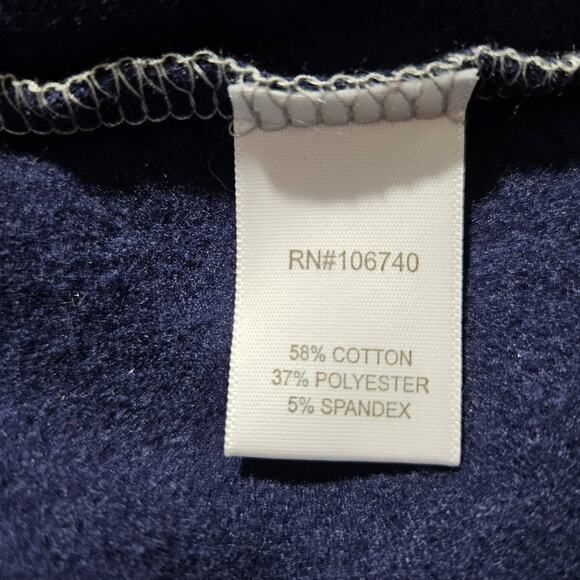 RN#106740
58% COTTON
37% POLYESTER
5% SPANDEX